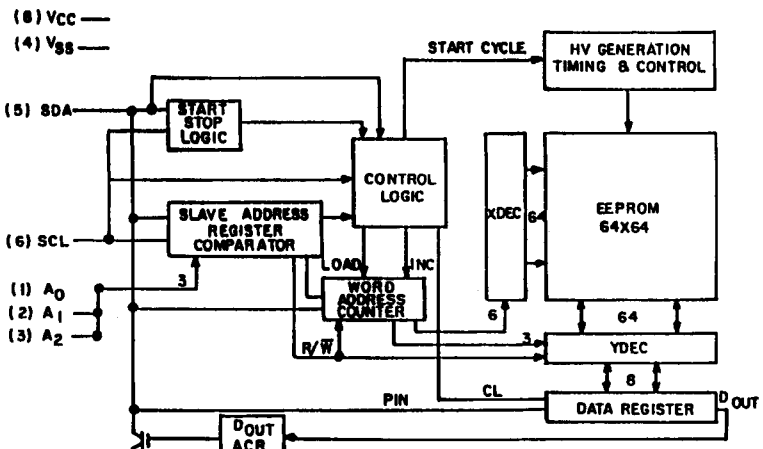 (8) VCC
(4) VSS
START CYCLE
HV GENERATION
TIMING & CONTROL
(5) SDA
START
STOP
LOGIC
CONTROL
LOGIC
XDEC
64
EEPROM
64X64
SLAVE ADDRESS
REGISTER
COMPARATOR
(6) SCL
LOAD
INC
(1) A0
(2) A1
(3) A2
3
WORD
ADDRESS
COUNTER
6
64
R/W̅
3
YDEC
8
PIN
CL
DATA REGISTER
DOUT
DOUT
ACR